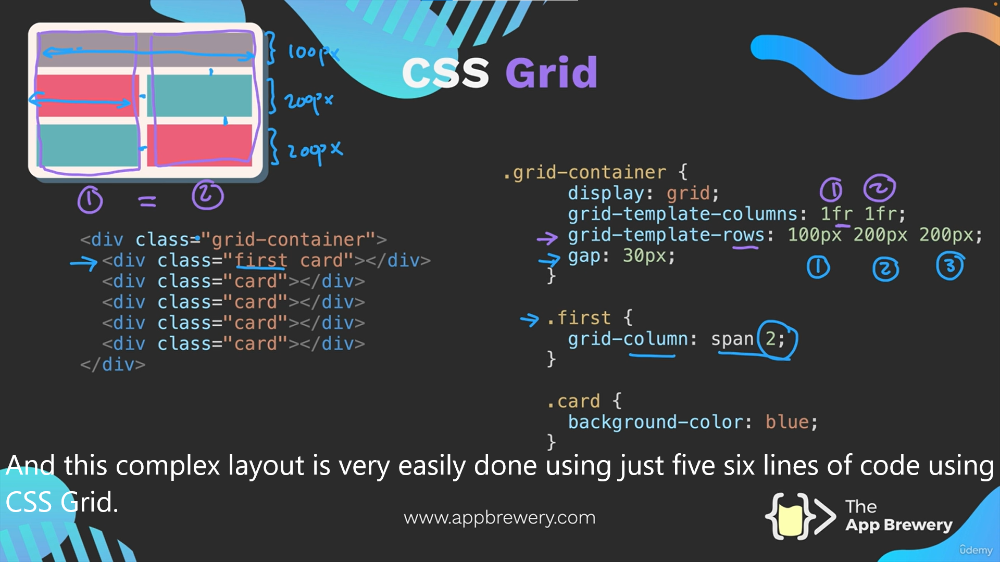 100px
200px
200px
CSS Grid
1 = 2
<div class="grid-container">
<div class="first card"></div>
<div class="card"></div>
<div class="card"></div>
<div class="card"></div>
<div class="card"></div>
</div>
.grid-container {
display: grid;
1 2
grid-template-columns: 1fr 1fr;
grid-template-rows: 100px 200px 200px;
gap: 30px;
1 2 3
}
.first {
grid-column: span 2;
}
.card {
background-color: blue;
}
And this complex layout is very easily done using just five six lines of code using
CSS Grid.
www.appbrewery.com
The
App Brewery
udemy